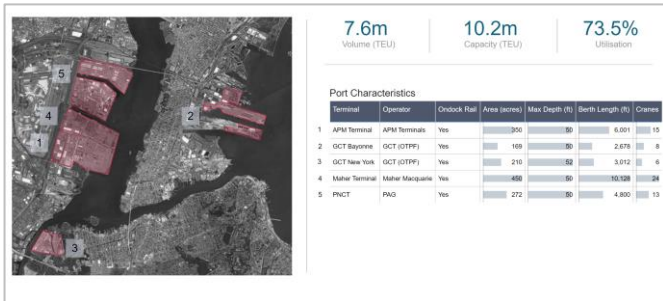 5
4
1
2
3
7.6m
Volume (TEU)
10.2m
Capacity (TEU)
73.5%
Utilisation
Port Characteristics
Terminal Operator Ondock Rail Area (acres) Max Depth (ft) Berth Length (ft) Cranes
1 APM Terminal APM Terminals Yes 350 50 6,001 15
2 GCT Bayonne GCT (OTPF) Yes 169 50 2,678 8
3 GCT New York GCT (OTPF) Yes 210 52 3,012 6
4 Maher Terminal Maher Macquarie Yes 450 50 10,128 24
5 PNCT PAG Yes 272 50 4,800 13